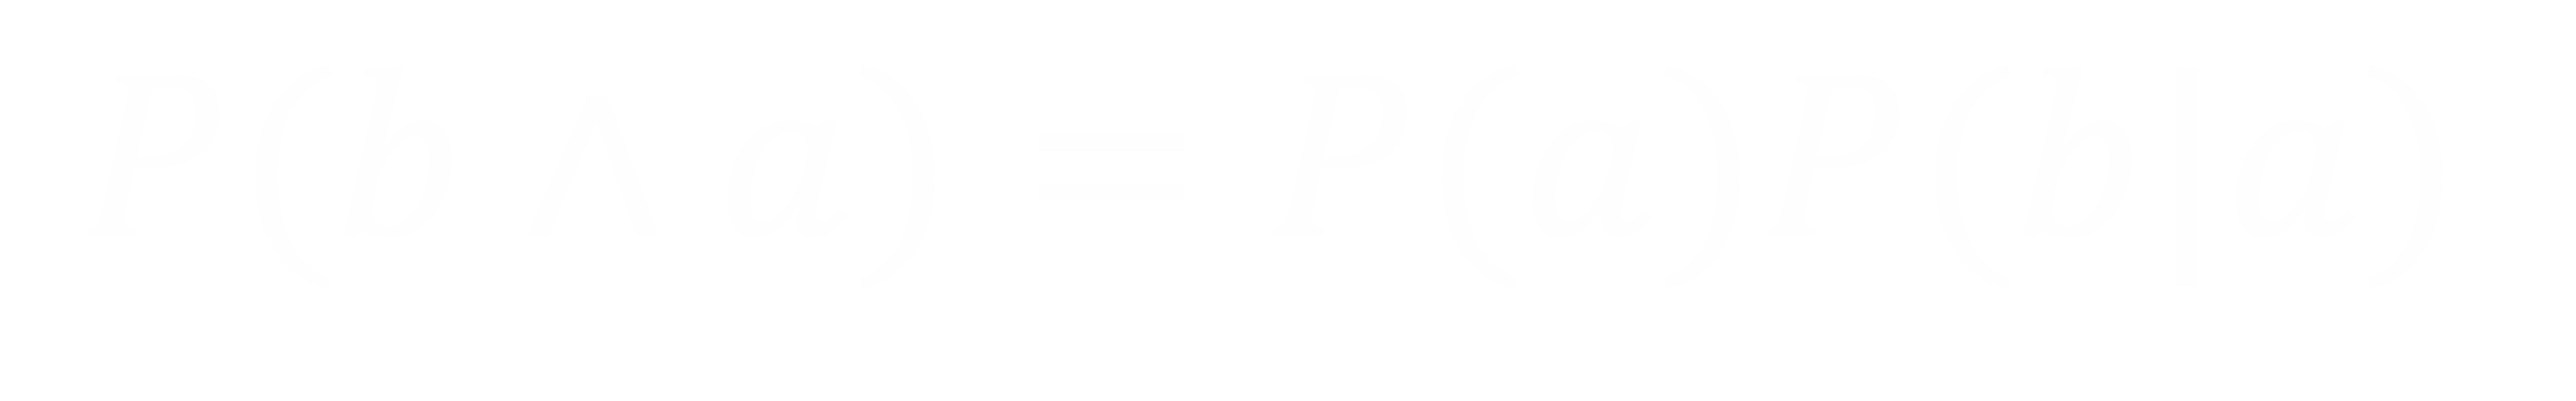 P(b ∧ a) = P(a)P(b|a)